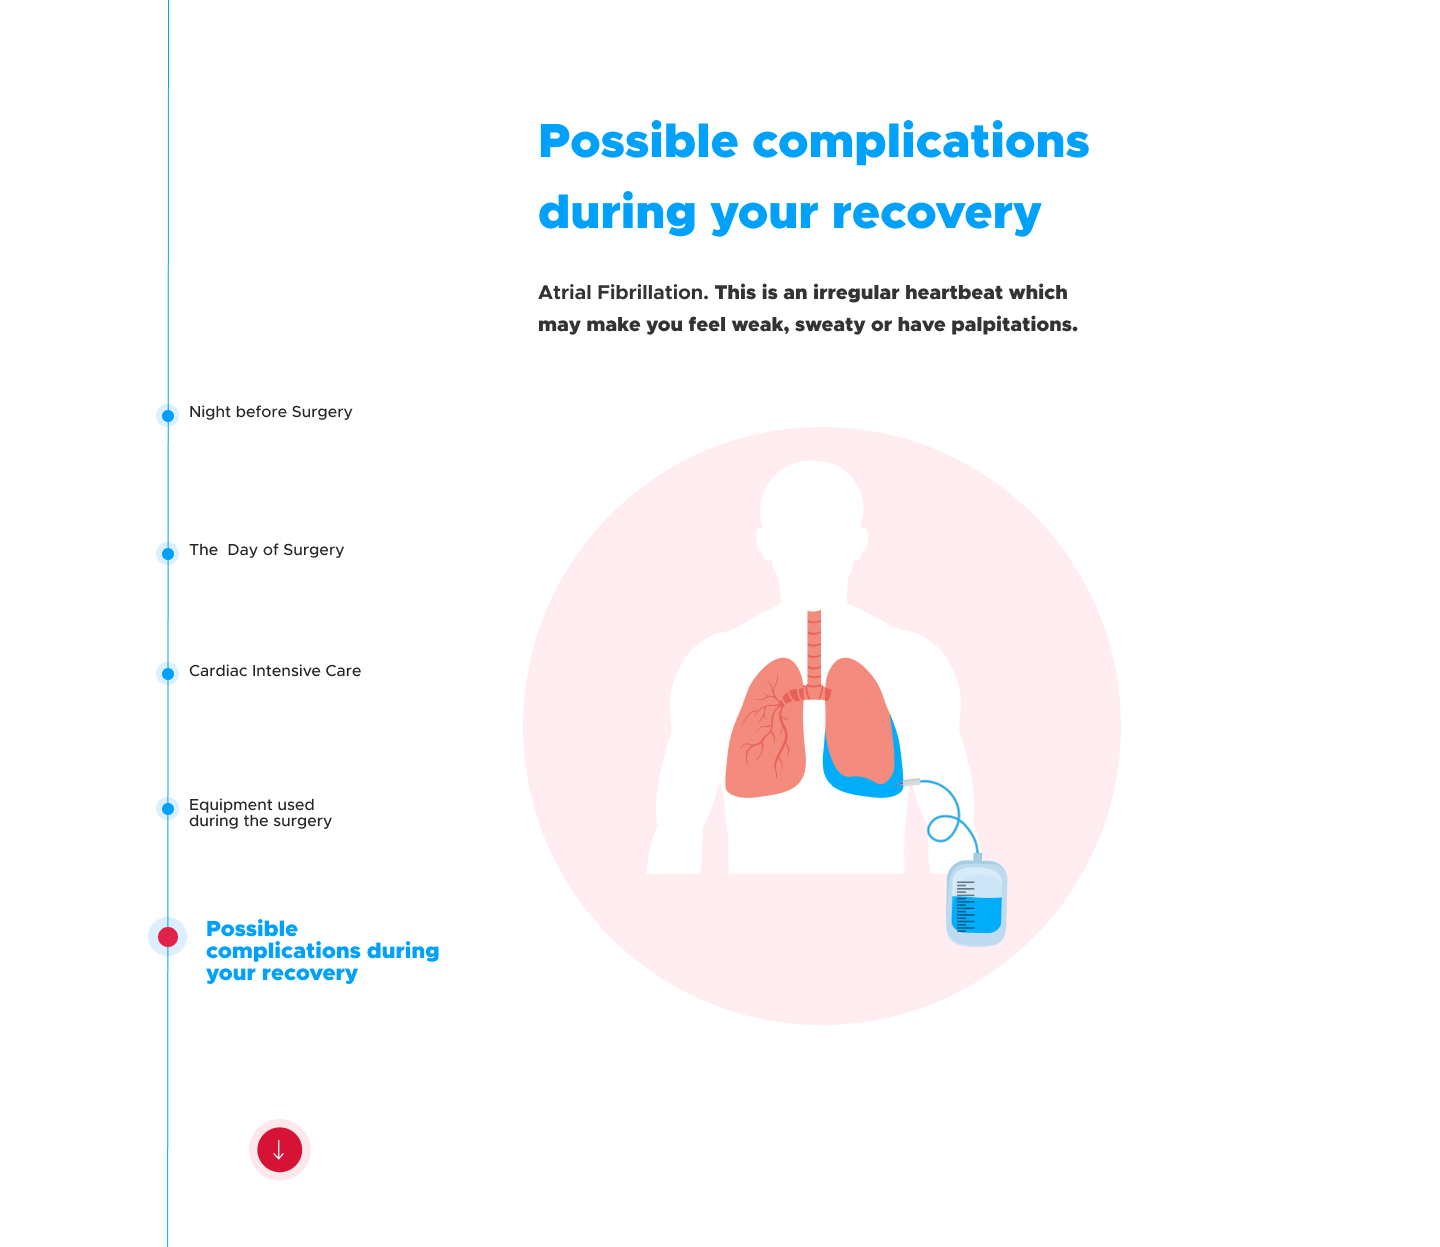 Possible complications
during your recovery
Atrial Fibrillation. This is an irregular heartbeat which
may make you feel weak, sweaty or have palpitations.
Night before Surgery
The  Day of Surgery
Cardiac Intensive Care
Equipment used
during the surgery
Possible
complications during
your recovery